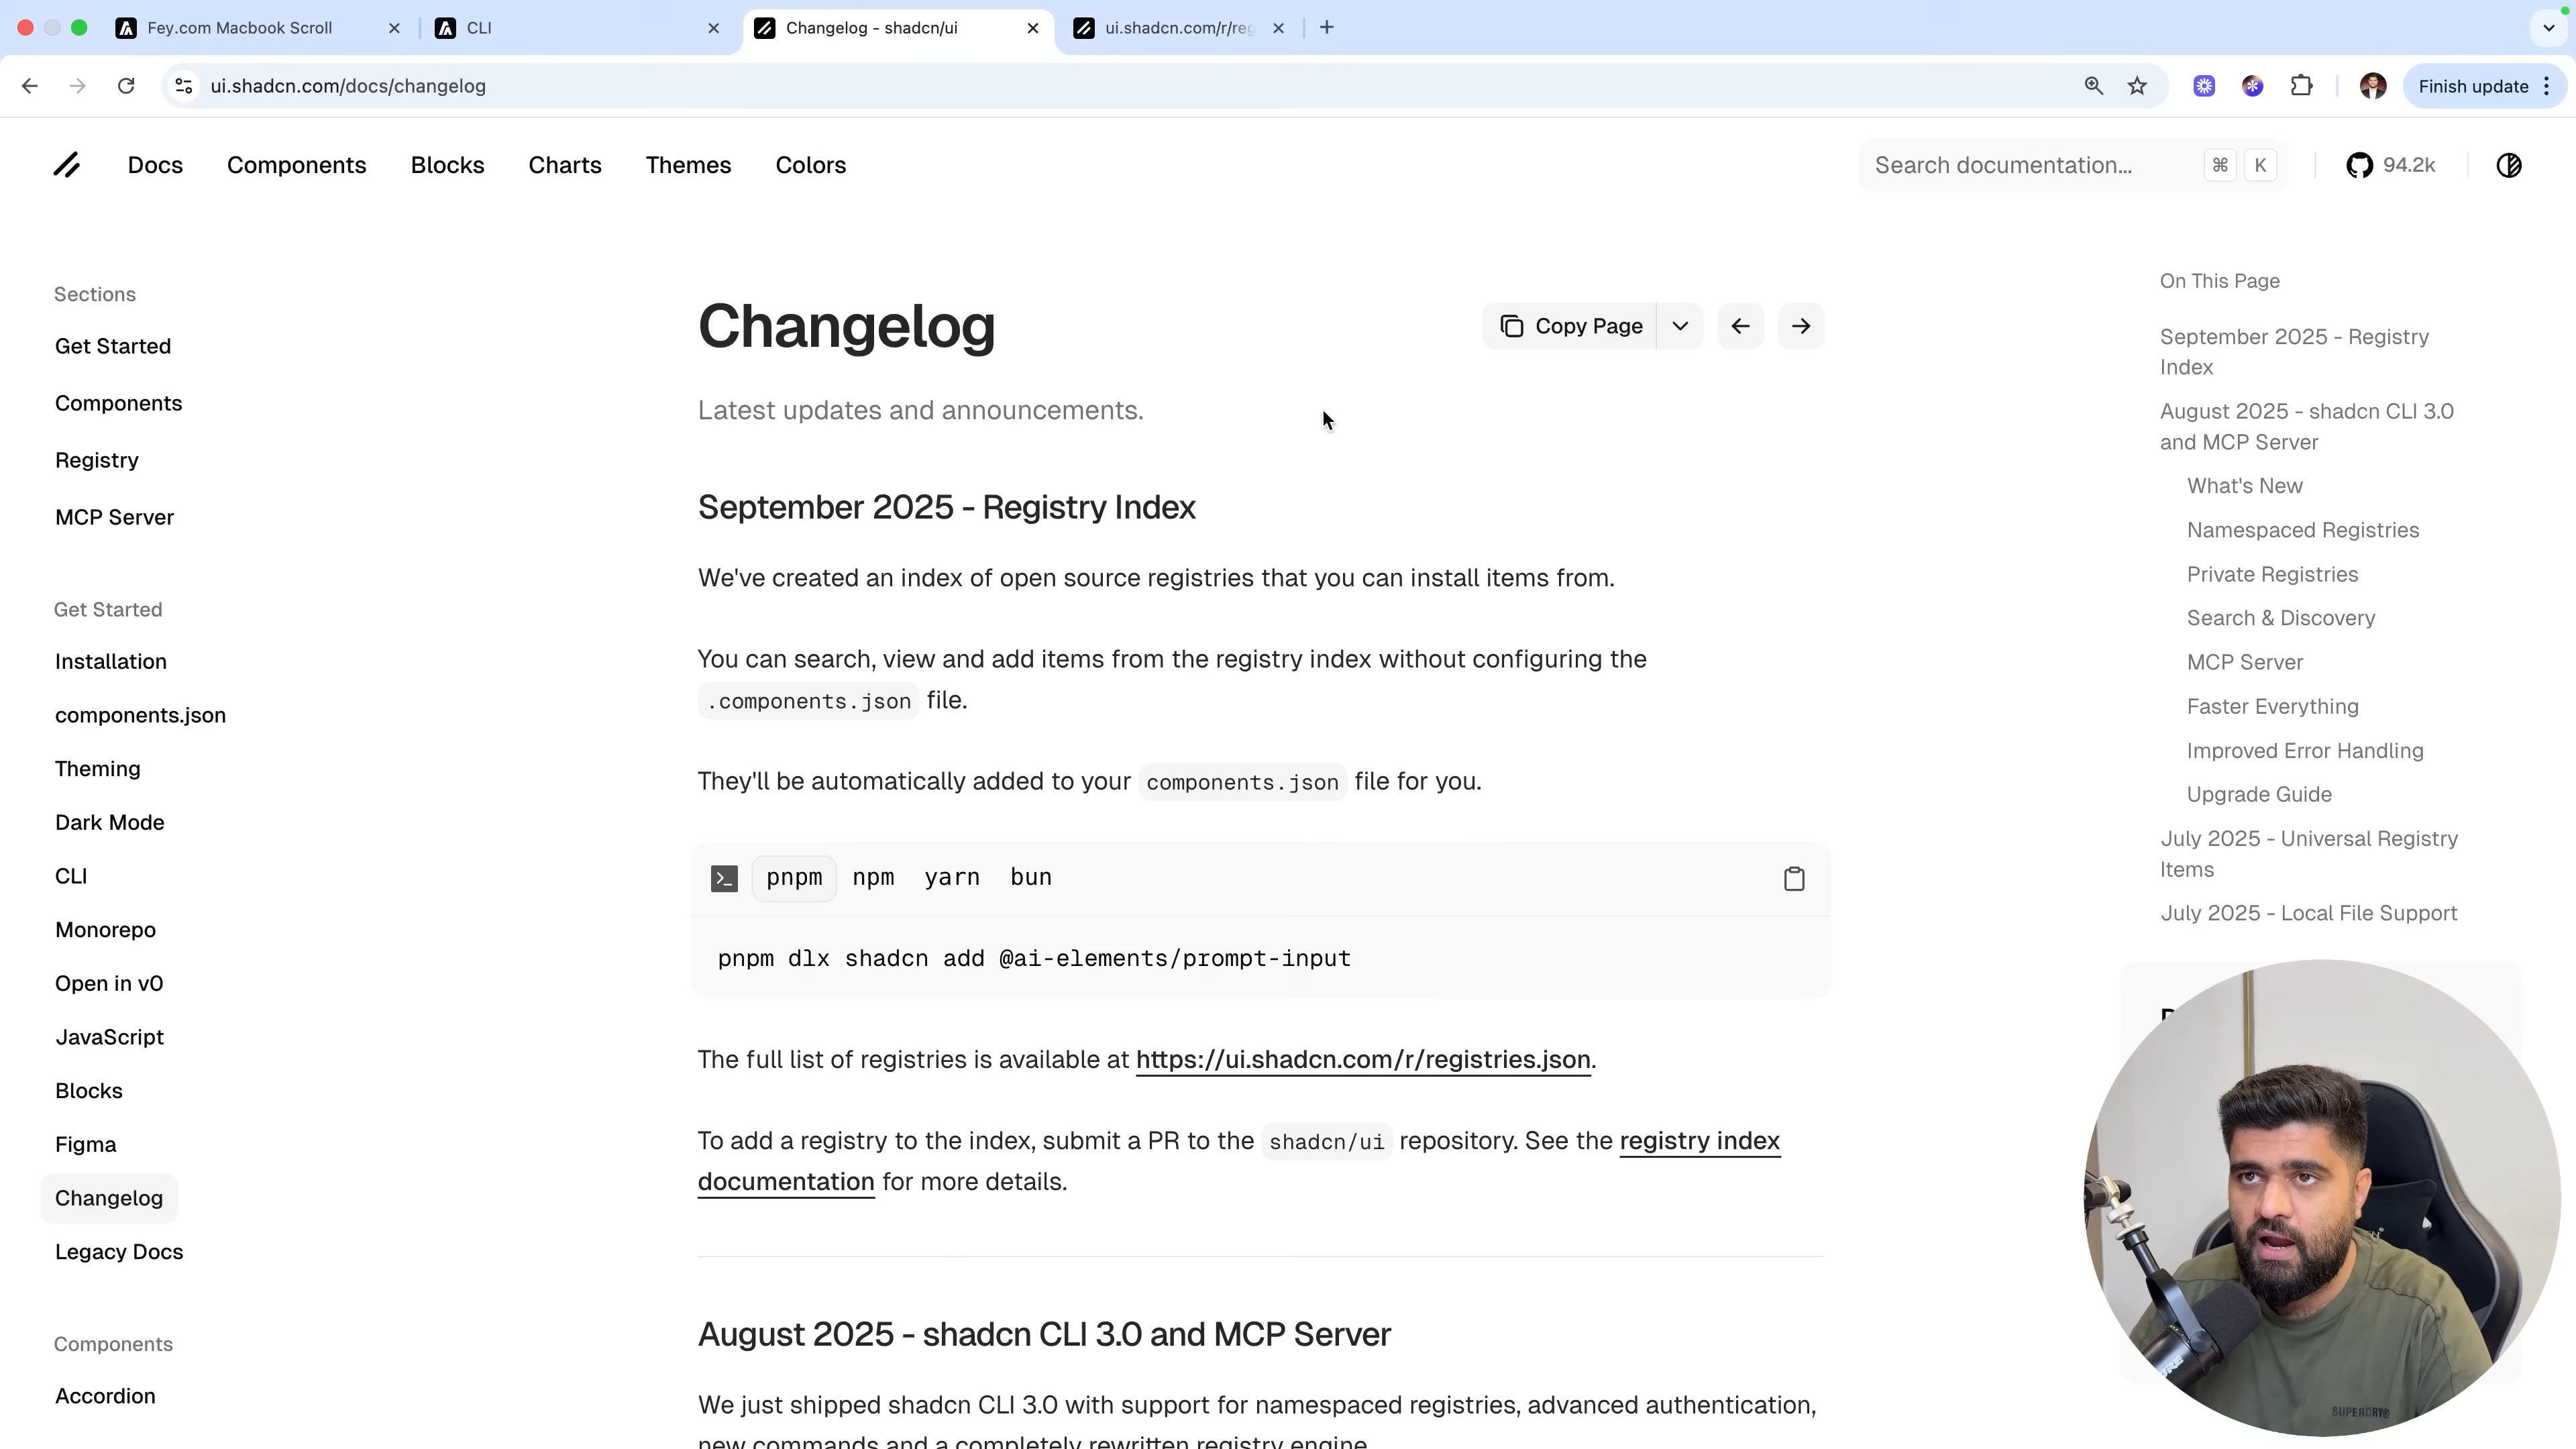 Fey.com Macbook Scroll
CLI
Changelog - shadcn/ui
ui.shadcn.com/r/reg
ui.shadcn.com/docs/changelog
Finish update
Docs
Components
Blocks
Charts
Themes
Colors
Search documentation...
⌘ K
94.2k
Sections
Get Started
Components
Registry
MCP Server
Get Started
Installation
components.json
Theming
Dark Mode
CLI
Monorepo
Open in v0
JavaScript
Blocks
Figma
Changelog
Legacy Docs
Components
Accordion
Changelog
Copy Page
Latest updates and announcements.
September 2025 - Registry Index
We've created an index of open source registries that you can install items from.
You can search, view and add items from the registry index without configuring the
.components.json file.
They'll be automatically added to your components.json file for you.
pnpm npm yarn bun
pnpm dlx shadcn add @ai-elements/prompt-input
The full list of registries is available at https://ui.shadcn.com/r/registries.json.
To add a registry to the index, submit a PR to the shadcn/ui repository. See the registry index
documentation for more details.
August 2025 - shadcn CLI 3.0 and MCP Server
We just shipped shadcn CLI 3.0 with support for namespaced registries, advanced authentication,
new commands and a completely rewritten registry engine.
On This Page
September 2025 - Registry
Index
August 2025 - shadcn CLI 3.0
and MCP Server
What's New
Namespaced Registries
Private Registries
Search & Discovery
MCP Server
Faster Everything
Improved Error Handling
Upgrade Guide
July 2025 - Universal Registry
Items
July 2025 - Local File Support
SUPERDRY®